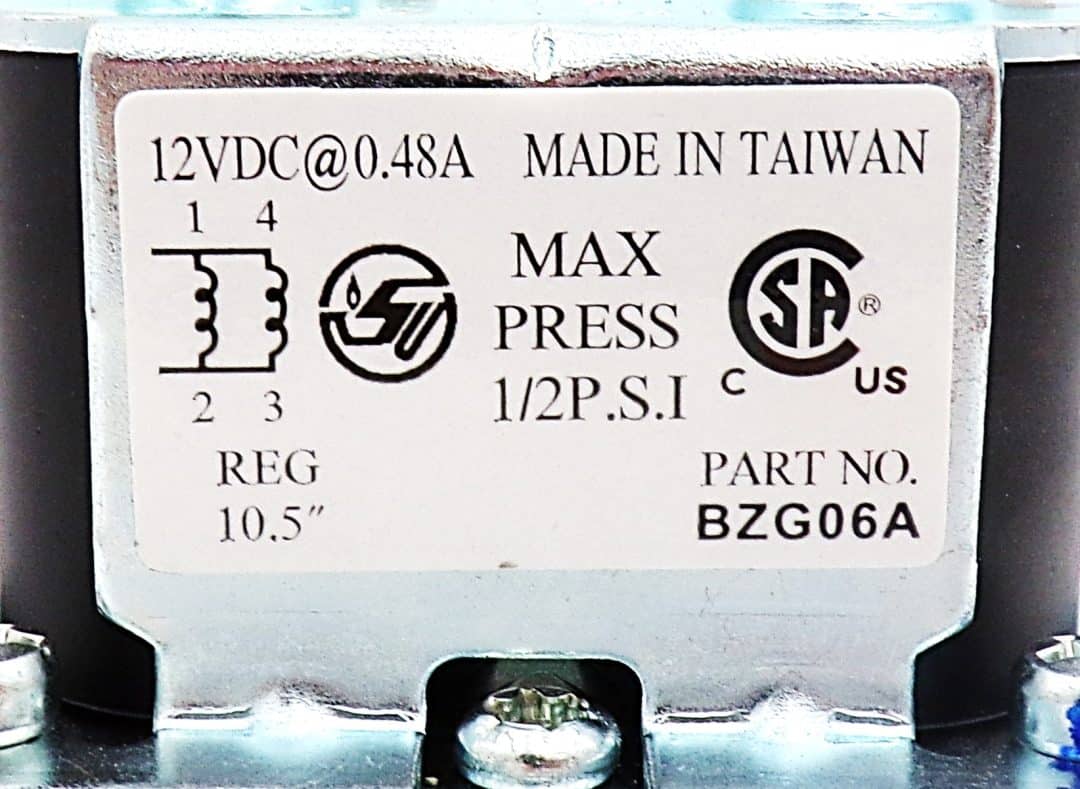 12VDC@0.48A MADE IN TAIWAN
1 4
2 3
MAX
PRESS
1/2P.S.I
SA®
C US
REG
10.5″
PART NO.
BZG06A